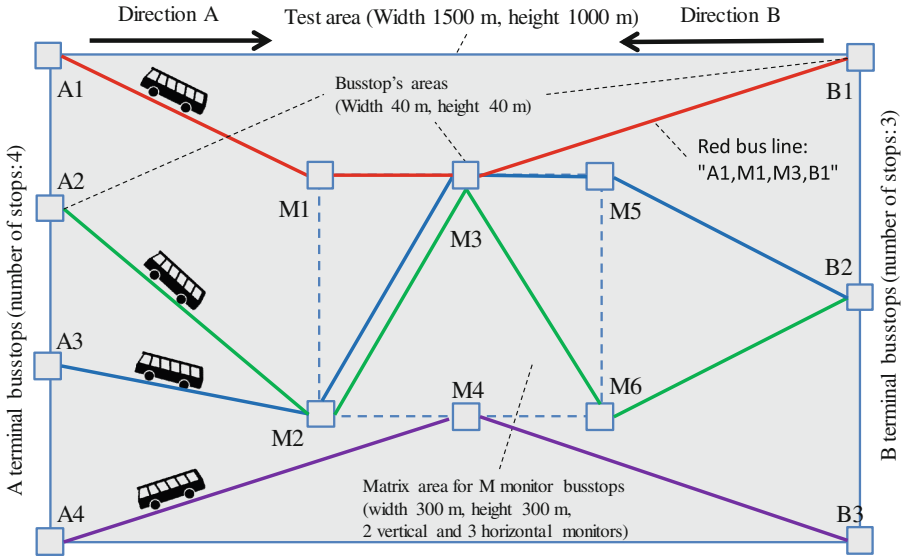 Direction A
Test area (Width 1500 m, height 1000 m)
Direction B
A1
Busstop's areas
(Width 40 m, height 40 m)
B1
Red bus line:
"A1,M1,M3,B1"
A2
M1
M3
M5
B2
A3
M4
M6
M2
Matrix area for M monitor busstops
(width 300 m, height 300 m,
2 vertical and 3 horizontal monitors)
A4
B3
A terminal busstops (number of stops:4)
B terminal busstops (number of stops:3)